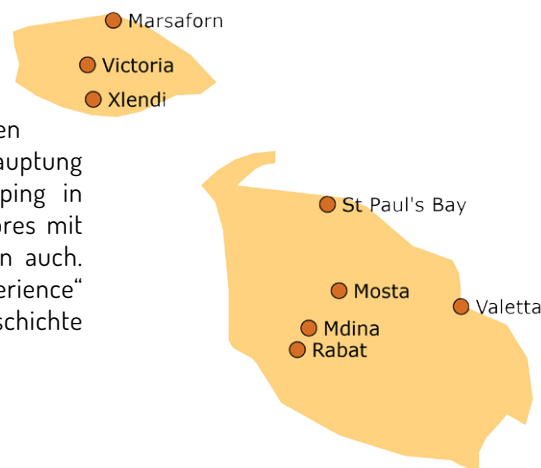 Marsaforn
Victoria
Xlendi
en
auptung
ping in
ores mit
n auch.
erience“
schichte
St Paul's Bay
Mosta
Valetta
Mdina
Rabat